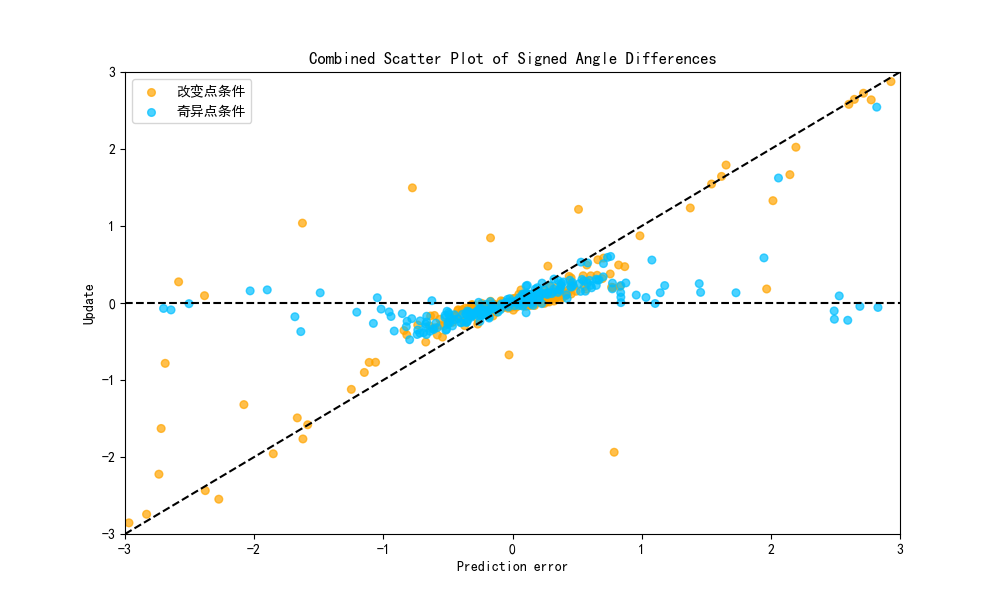 Combined Scatter Plot of Signed Angle Differences
改变点条件
奇异点条件
3
2
1
0
−1
−2
−3
Update
−3 −2 −1 0 1 2 3
Prediction error